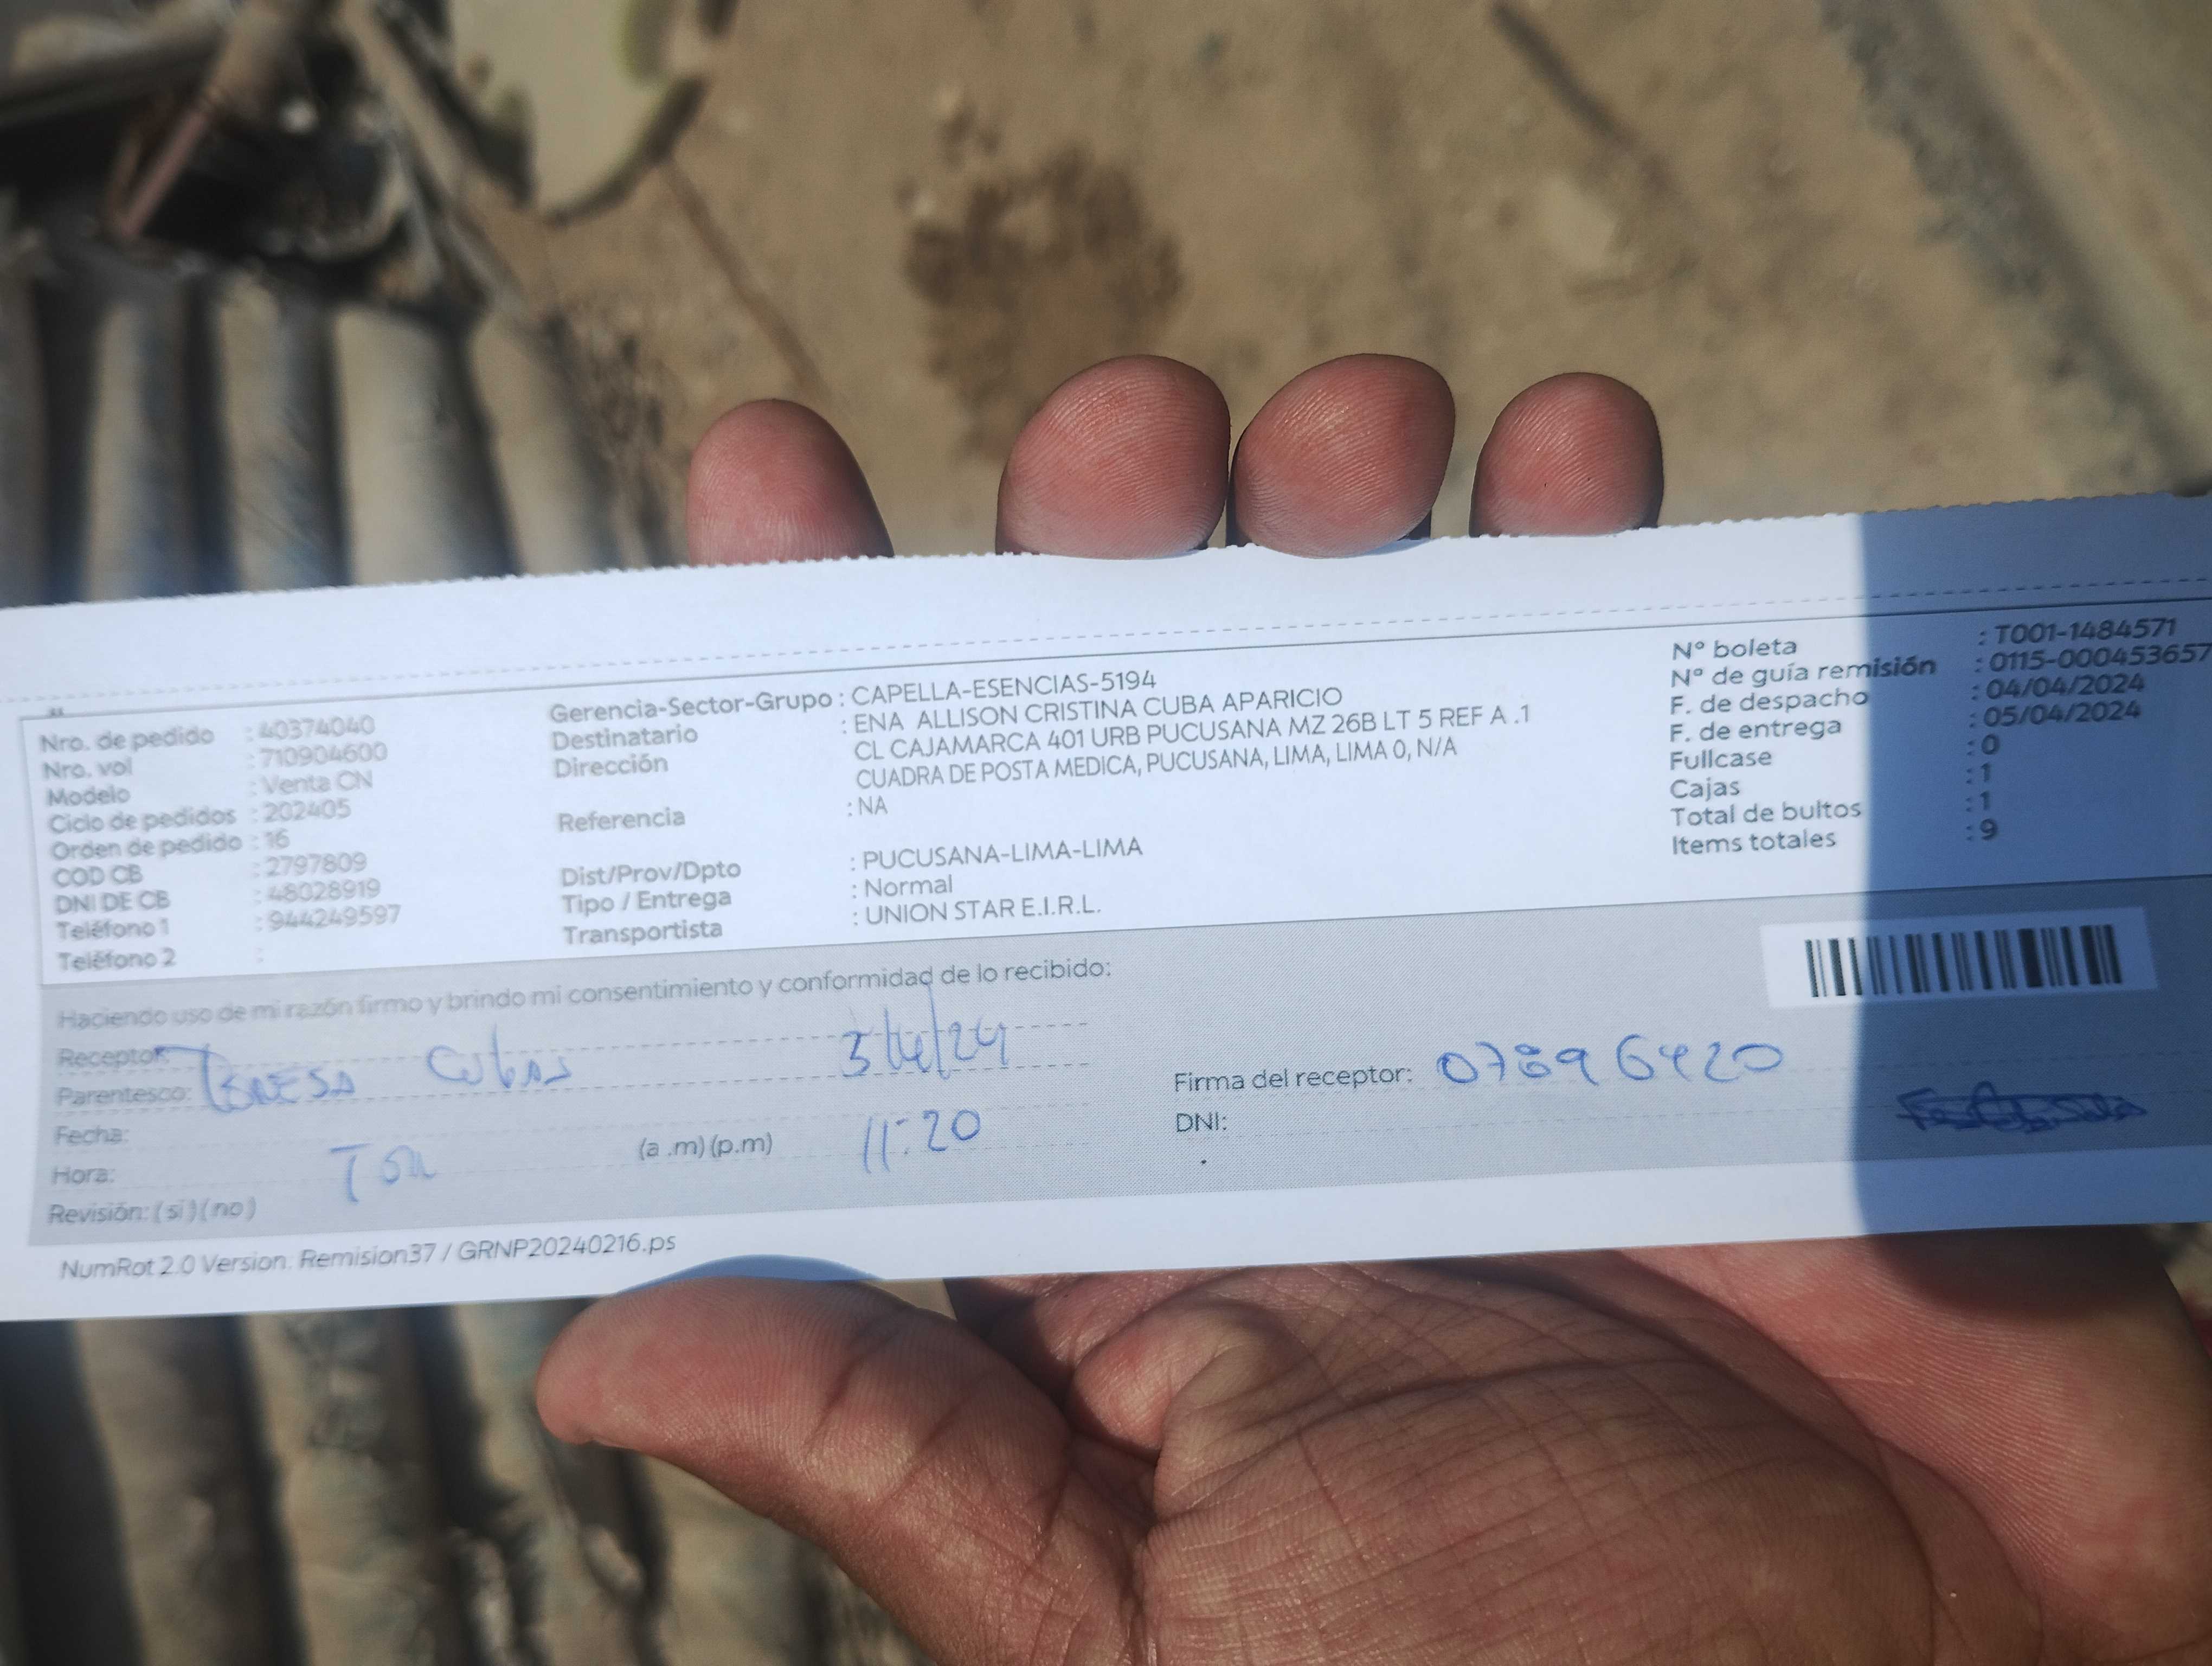 Nro. de pedido : 40374040
Nro. vol : 710904600
Modelo : Venta CN
Ciclo de pedidos : 202405
Orden de pedido : 16
COD CB : 2797809
DNI DE CB : 48028919
Teléfono 1 : 944249597
Teléfono 2 :
Gerencia-Sector-Grupo : CAPELLA-ESENCIAS-5194
Destinatario : ENA ALLISON CRISTINA CUBA APARICIO
Dirección CL CAJAMARCA 401 URB PUCUSANA MZ 26B LT 5 REF A .1
CUADRA DE POSTA MEDICA, PUCUSANA, LIMA, LIMA 0, N/A
Referencia : NA
Dist/Prov/Dpto : PUCUSANA-LIMA-LIMA
Tipo / Entrega : Normal
Transportista : UNION STAR E.I.R.L.
N° boleta : T001-1484571
N° de guía remisión : 0115-000453657
F. de despacho : 04/04/2024
F. de entrega : 05/04/2024
Fullcase : 0
Cajas : 1
Total de bultos : 1
Items totales : 9
Haciendo uso de mi razón firmo y brindo mi consentimiento y conformidad de lo recibido:
Receptor:
Parentesco:
Fecha:
Hora: (a .m) (p.m) 11:20
Revisión: ( si ) ( no )
Firma del receptor: 07896420
DNI:
NumRot 2.0 Version: Remision37 / GRNP20240216.ps